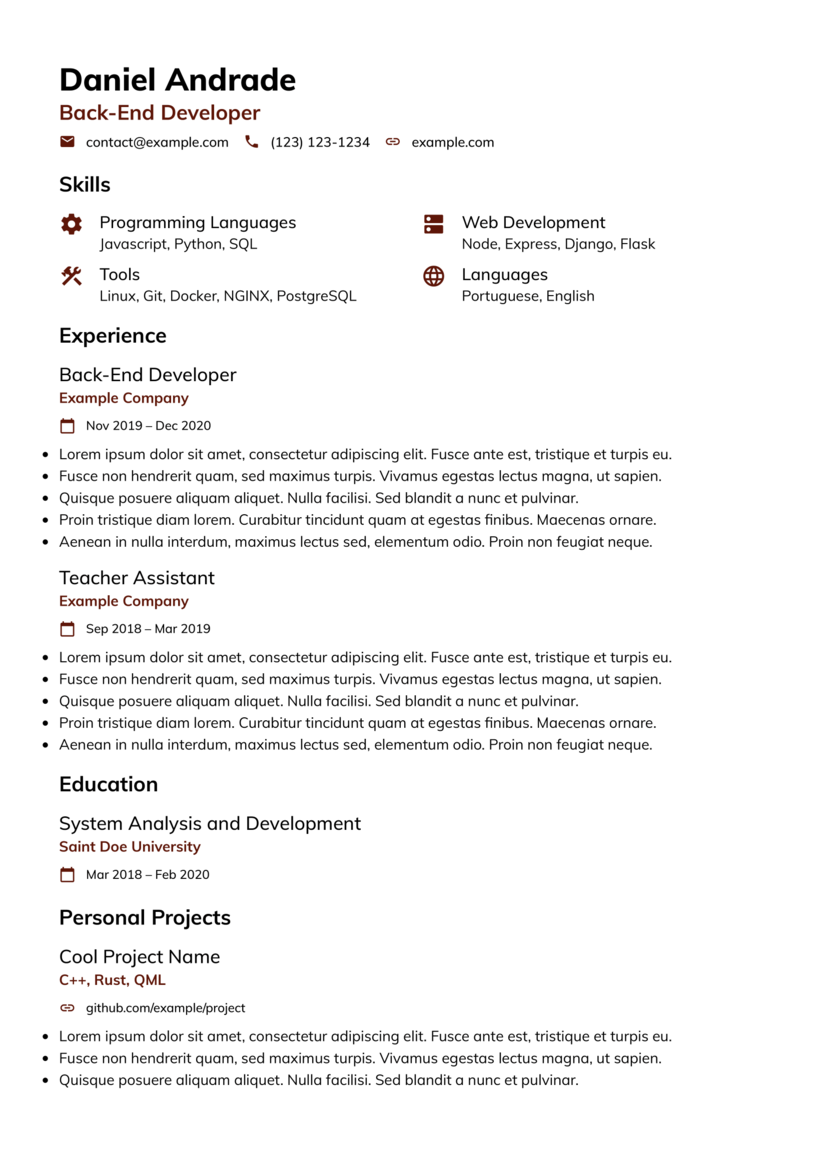 Daniel Andrade
Back-End Developer
contact@example.com (123) 123-1234 example.com
Skills
Programming Languages
Javascript, Python, SQL
Web Development
Node, Express, Django, Flask
Tools
Linux, Git, Docker, NGINX, PostgreSQL
Languages
Portuguese, English
Experience
Back-End Developer
Example Company
Nov 2019 – Dec 2020
• Lorem ipsum dolor sit amet, consectetur adipiscing elit. Fusce ante est, tristique et turpis eu.
• Fusce non hendrerit quam, sed maximus turpis. Vivamus egestas lectus magna, ut sapien.
• Quisque posuere aliquam aliquet. Nulla facilisi. Sed blandit a nunc et pulvinar.
• Proin tristique diam lorem. Curabitur tincidunt quam at egestas finibus. Maecenas ornare.
• Aenean in nulla interdum, maximus lectus sed, elementum odio. Proin non feugiat neque.
Teacher Assistant
Example Company
Sep 2018 – Mar 2019
• Lorem ipsum dolor sit amet, consectetur adipiscing elit. Fusce ante est, tristique et turpis eu.
• Fusce non hendrerit quam, sed maximus turpis. Vivamus egestas lectus magna, ut sapien.
• Quisque posuere aliquam aliquet. Nulla facilisi. Sed blandit a nunc et pulvinar.
• Proin tristique diam lorem. Curabitur tincidunt quam at egestas finibus. Maecenas ornare.
• Aenean in nulla interdum, maximus lectus sed, elementum odio. Proin non feugiat neque.
Education
System Analysis and Development
Saint Doe University
Mar 2018 – Feb 2020
Personal Projects
Cool Project Name
C++, Rust, QML
github.com/example/project
• Lorem ipsum dolor sit amet, consectetur adipiscing elit. Fusce ante est, tristique et turpis eu.
• Fusce non hendrerit quam, sed maximus turpis. Vivamus egestas lectus magna, ut sapien.
• Quisque posuere aliquam aliquet. Nulla facilisi. Sed blandit a nunc et pulvinar.